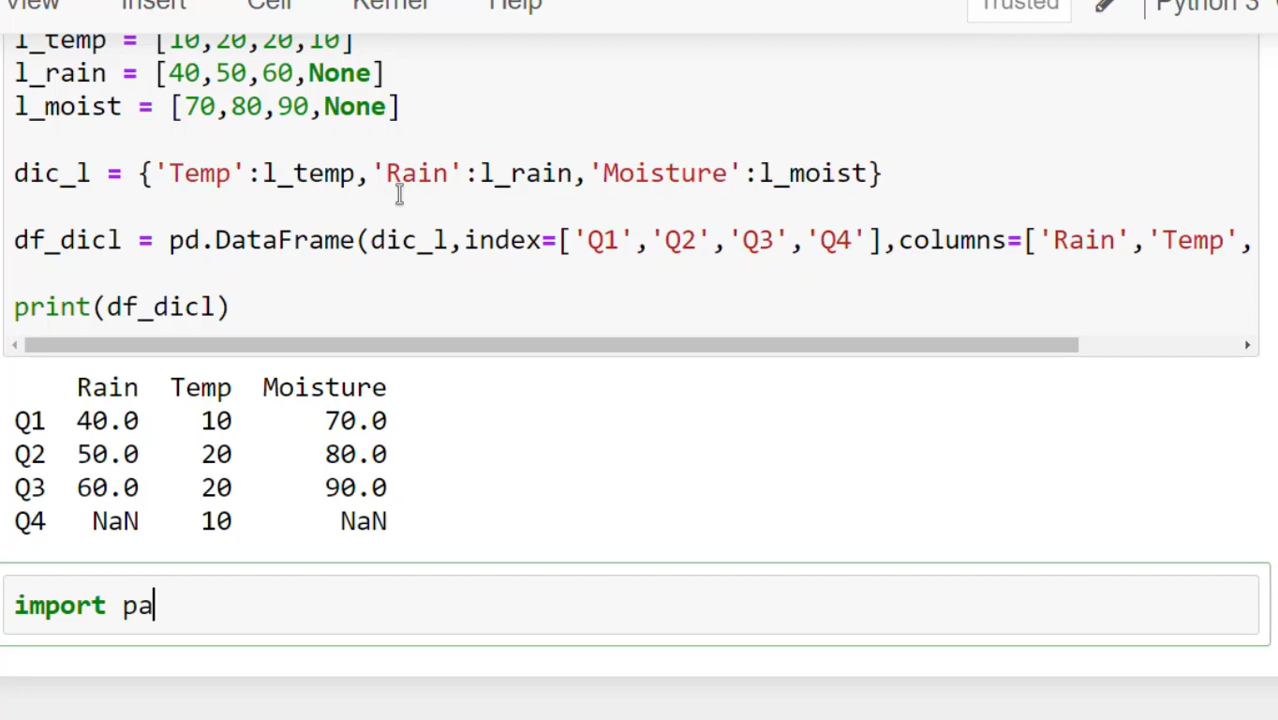 View Insert Cell Kernel Help Trusted Python 3
l_temp = [10,20,20,10]
l_rain = [40,50,60,None]
l_moist = [70,80,90,None]
dic_l = {'Temp':l_temp,'Rain':l_rain,'Moisture':l_moist}
df_dicl = pd.DataFrame(dic_l,index=['Q1','Q2','Q3','Q4'],columns=['Rain','Temp',
print(df_dicl)
Rain Temp Moisture
Q1 40.0 10 70.0
Q2 50.0 20 80.0
Q3 60.0 20 90.0
Q4 NaN 10 NaN
import pa